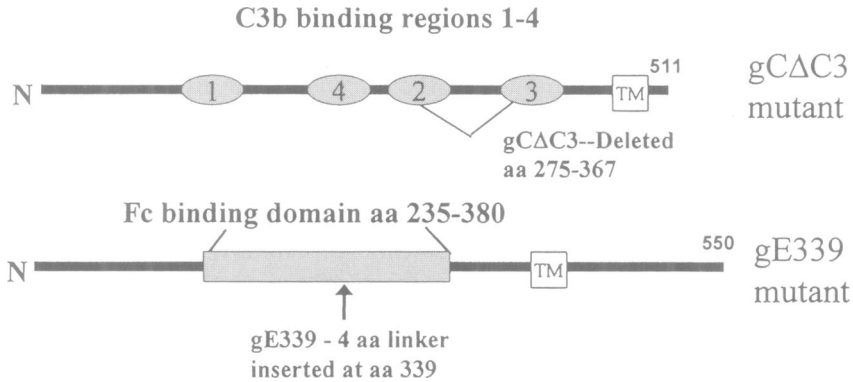 C3b binding regions 1-4
N 1 4 2 3 TM 511
gCΔC3 mutant
gCΔC3--Deleted
aa 275-367
Fc binding domain aa 235-380
N TM 550
gE339 mutant
gE339 - 4 aa linker
inserted at aa 339